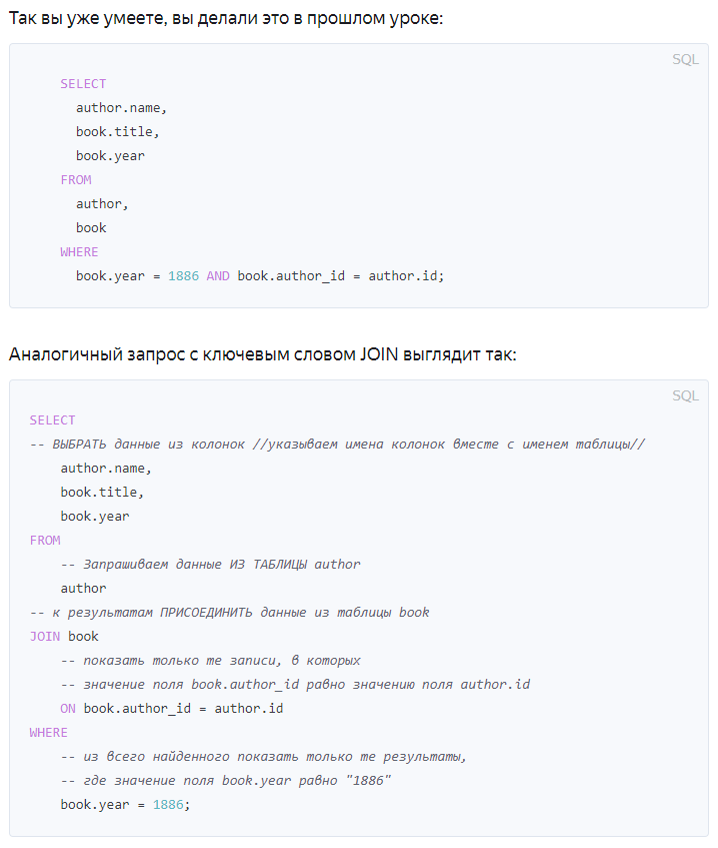 Так вы уже умеете, вы делали это в прошлом уроке:
SQL
SELECT
author.name,
book.title,
book.year
FROM
author,
book
WHERE
book.year = 1886 AND book.author_id = author.id;
Аналогичный запрос с ключевым словом JOIN выглядит так:
SQL
SELECT
-- ВЫБРАТЬ данные из колонок //указываем имена колонок вместе с именем таблицы//
author.name,
book.title,
book.year
FROM
-- Запрашиваем данные ИЗ ТАБЛИЦЫ author
author
-- к результатам ПРИСОЕДИНИТЬ данные из таблицы book
JOIN book
-- показать только те записи, в которых
-- значение поля book.author_id равно значению поля author.id
ON book.author_id = author.id
WHERE
-- из всего найденного показать только те результаты,
-- где значение поля book.year равно "1886"
book.year = 1886;